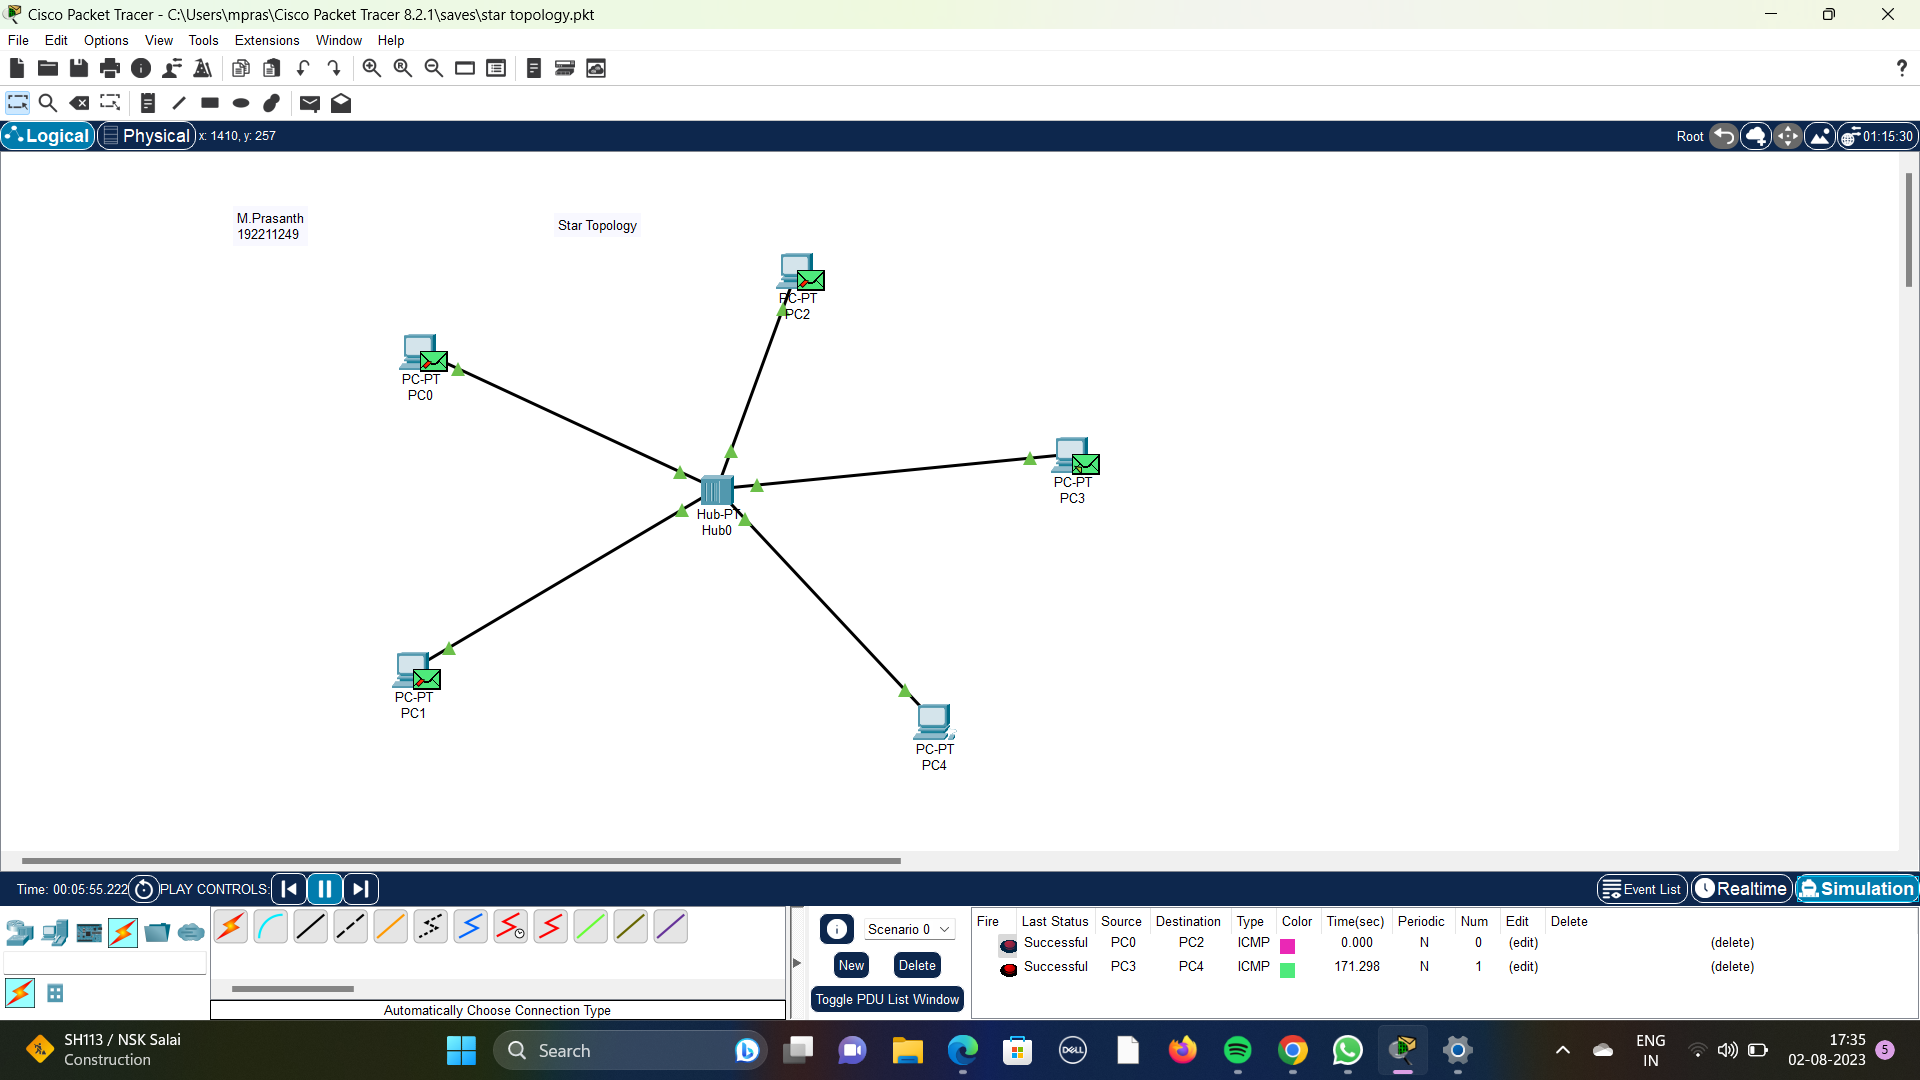 Cisco Packet Tracer - C:\Users\mpras\Cisco Packet Tracer 8.2.1\saves\star topology.pkt
File Edit Options View Tools Extensions Window Help
Logical Physical x: 1410, y: 257 Root 01:15:30
M.Prasanth
192211249
Star Topology
PC-PT
PC2
PC-PT
PC0
PC-PT
PC3
Hub-PT
Hub0
PC-PT
PC1
PC-PT
PC4
Time: 00:05:55.222 PLAY CONTROLS: Event List Realtime Simulation
Scenario 0
New Delete
Toggle PDU List Window
Fire Last Status Source Destination Type Color Time(sec) Periodic Num Edit Delete
Successful PC0 PC2 ICMP 0.000 N 0 (edit) (delete)
Successful PC3 PC4 ICMP 171.298 N 1 (edit) (delete)
Automatically Choose Connection Type
SH113 / NSK Salai
Construction
Search
DELL
ENG
IN
17:35
02-08-2023
5